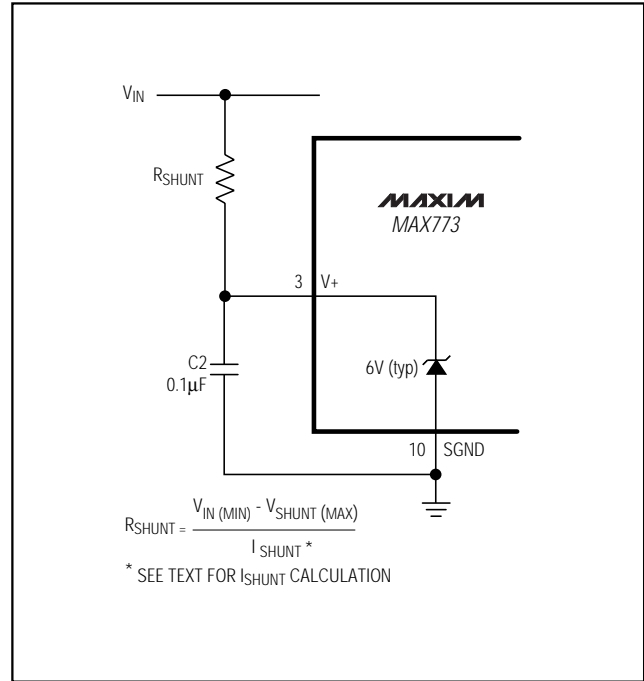 VIN
RSHUNT
MAXIM
MAX773
3 V+
6V (typ)
C2
0.1µF
10 SGND
RSHUNT = VIN (MIN) - VSHUNT (MAX)
I SHUNT *
* SEE TEXT FOR ISHUNT CALCULATION